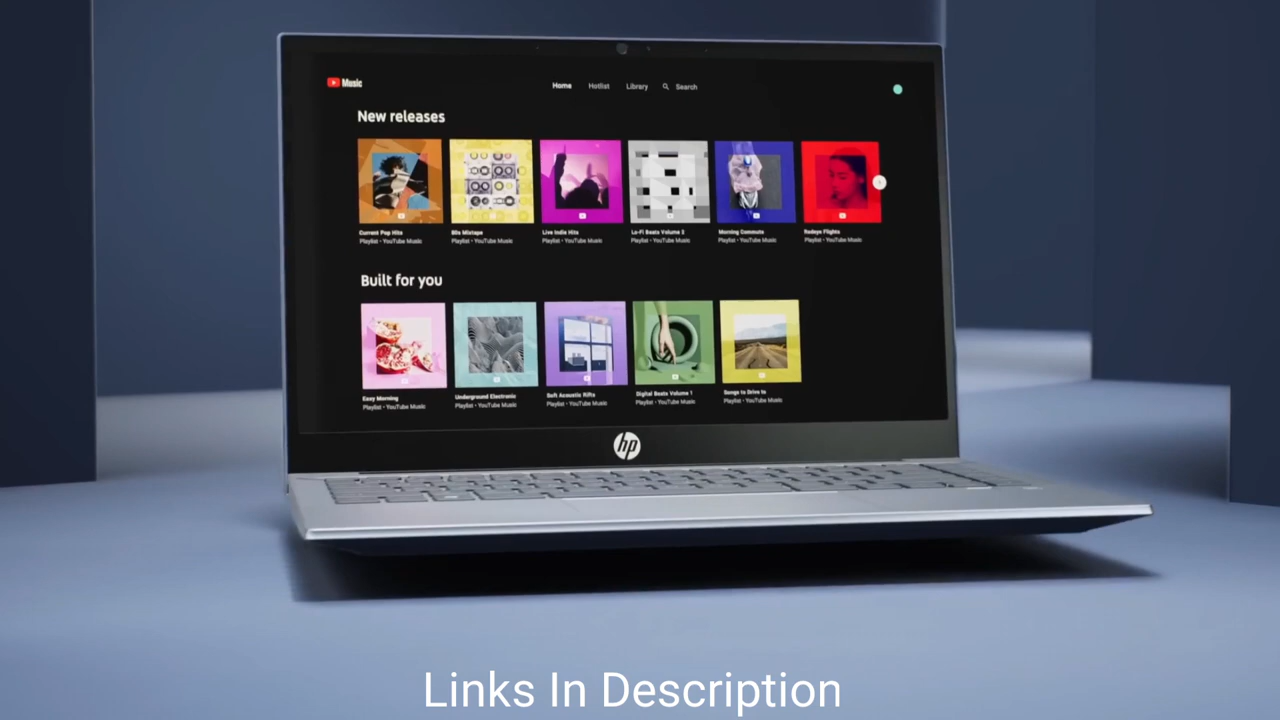 Music
Home Hotlist Library Search
New releases
Current Pop Hits
Playlist • YouTube Music
80s Mixtape
Playlist • YouTube Music
Live Indie Hits
Playlist • YouTube Music
Lo-Fi Beats Volume 2
Playlist • YouTube Music
Morning Commute
Playlist • YouTube Music
Redeye Flights
Playlist • YouTube Music
Built for you
Easy Morning
Playlist • YouTube Music
Underground Electronic
Playlist • YouTube Music
Soft Acoustic Riffs
Playlist • YouTube Music
Digital Beats Volume 1
Playlist • YouTube Music
Songs to Drive to
Playlist • YouTube Music
hp
Links In Description